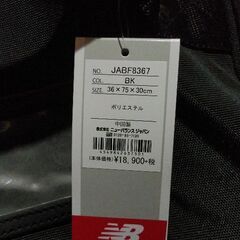 NO. JABF8367
COL. BK
SIZE. 36×75×30cm
ポリエステル
中国製
株式会社 ニューバランス ジャパン
(本体価格) ¥18,900+税